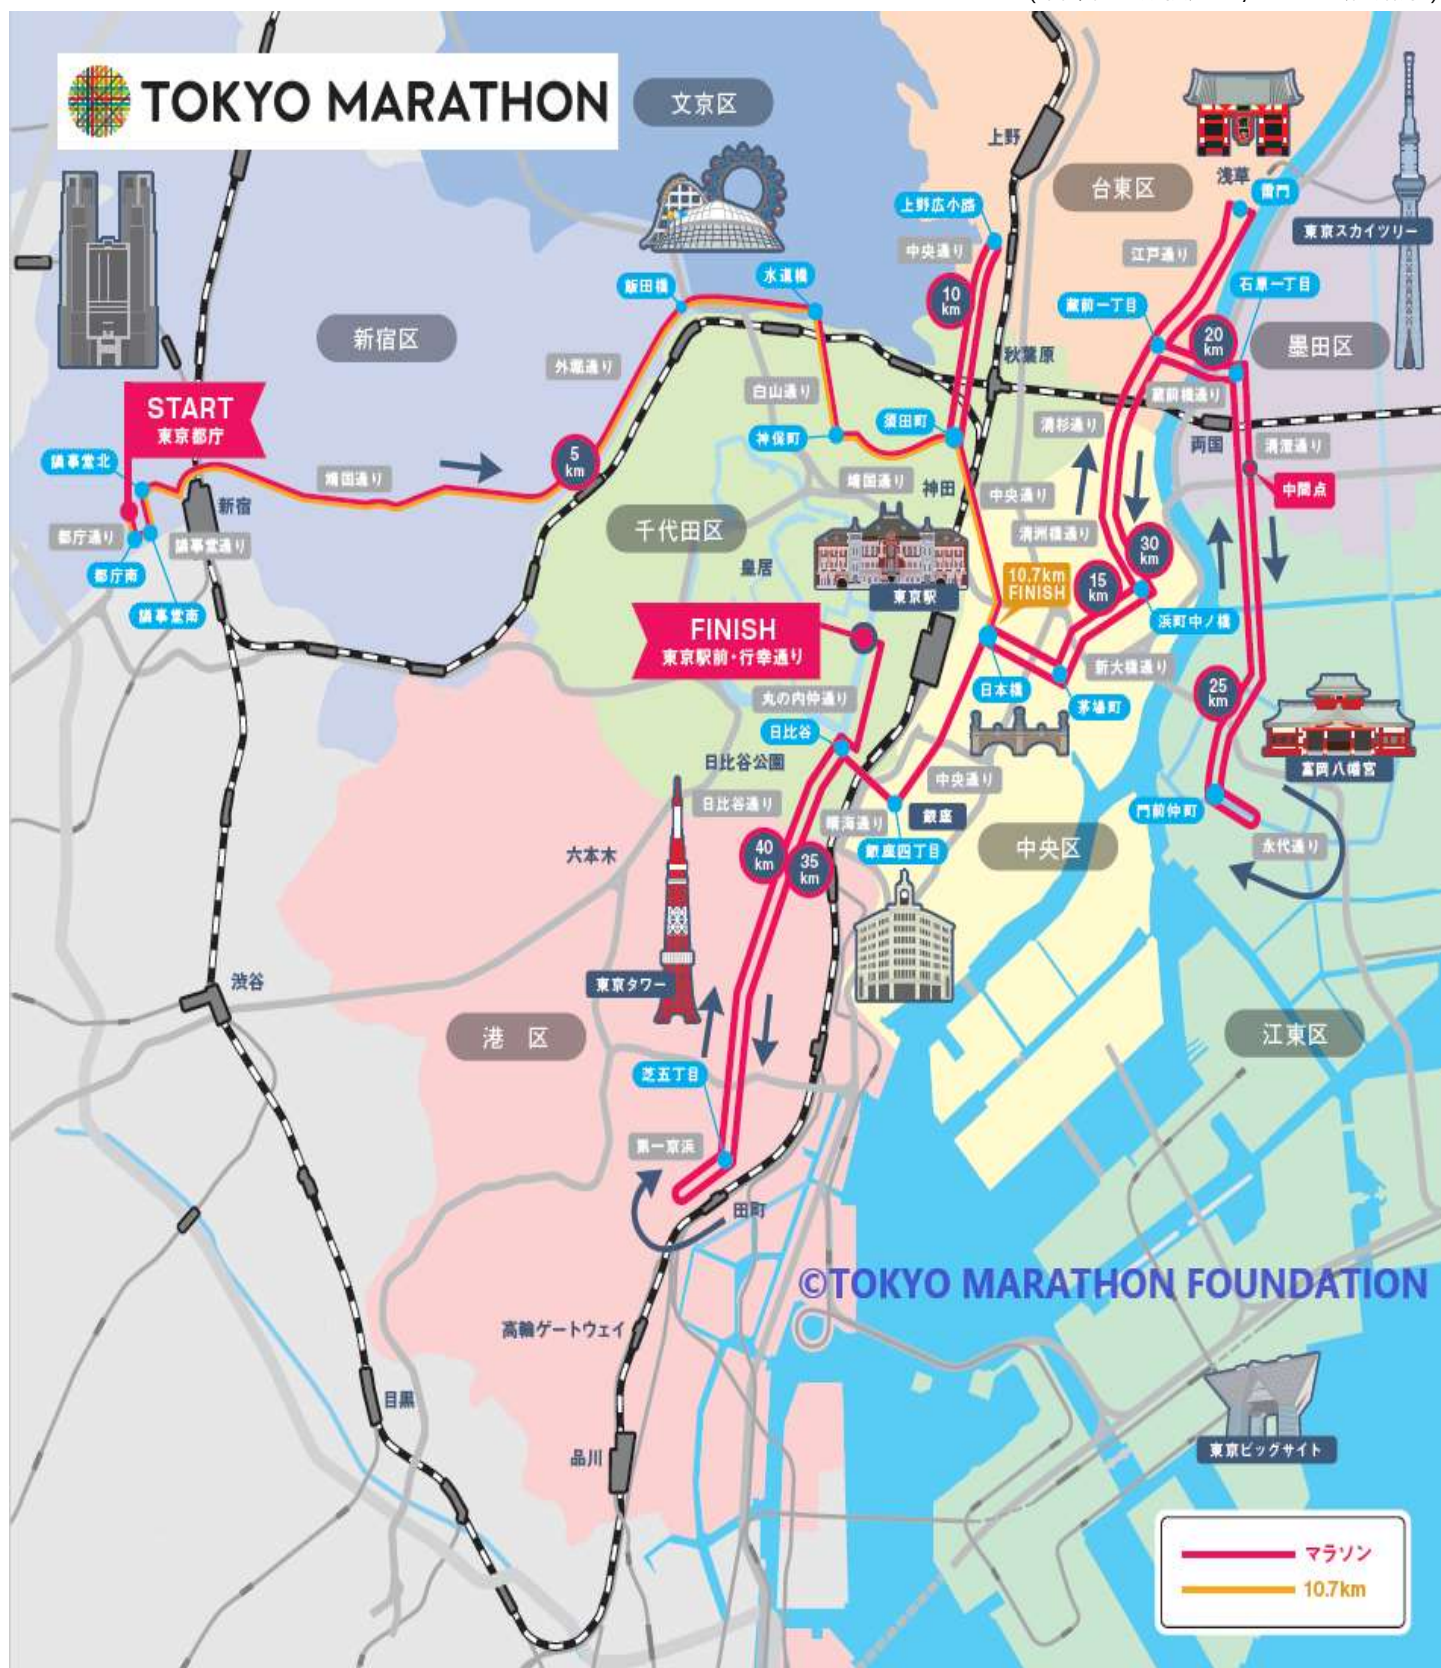 TOKYO MARATHON
文京区
上野
台東区
浅草
雷門
上野広小路
中央通り
江戸通り
東京スカイツリー
水道橋
飯田橋
10
km
石原一丁目
蔵前一丁目
新宿区
20
km
墨田区
秋葉原
外堀通り
白山通り
蔵前橋通り
START
東京都庁
須田町
神保町
清杉通り
両国
清澄通り
議事堂北
5
km
靖国通り
靖国通り
神田
中央通り
中間点
新宿
都庁通り
議事堂通り
千代田区
清洲橋通り
30
km
都庁南
皇居
10.7km
FINISH
15
km
東京駅
議事堂南
浜町中ノ橋
FINISH
東京駅前・行幸通り
新大橋通り
日本橋
茅場町
25
km
丸の内仲通り
日比谷
日比谷公園
富岡八幡宮
中央通り
日比谷通り
門前仲町
晴海通り
銀座
永代通り
六本木
40
km
35
km
銀座四丁目
中央区
渋谷
東京タワー
港 区
江東区
芝五丁目
第一京浜
田町
©TOKYO MARATHON FOUNDATION
高輪ゲートウェイ
目黒
品川
東京ビッグサイト
マラソン
10.7km